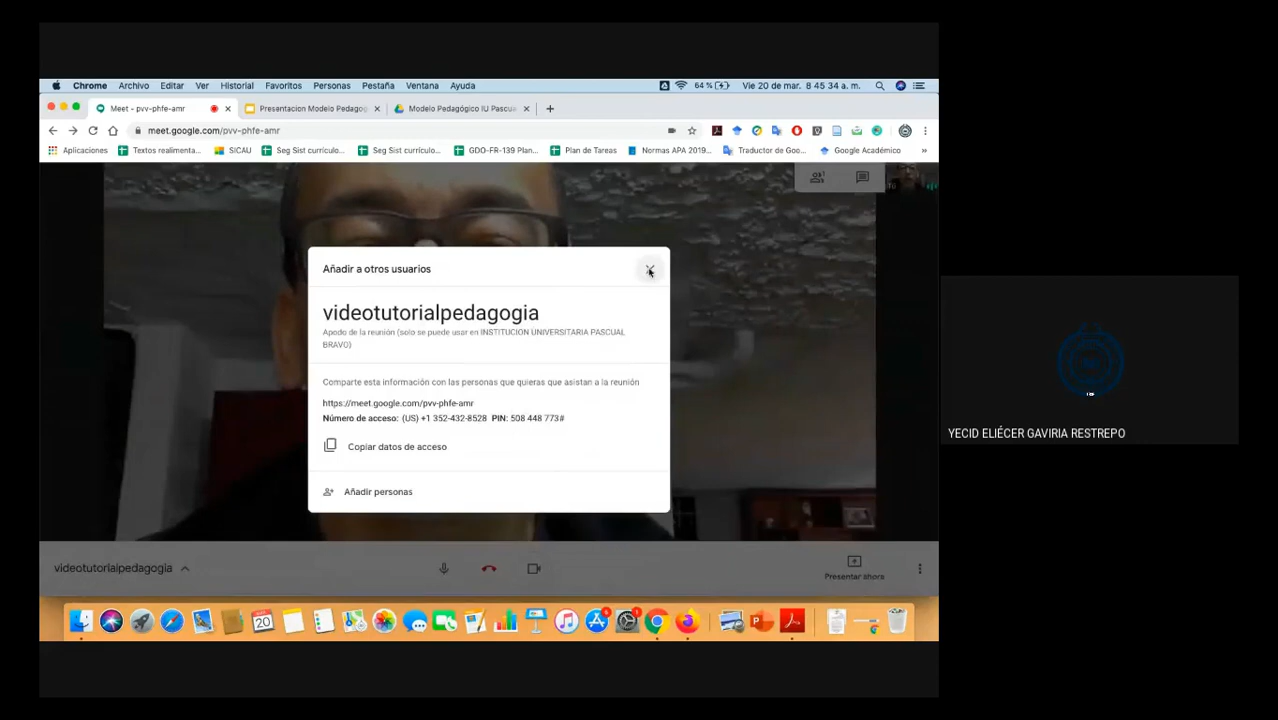 Chrome Archivo Editar Ver Historial Favoritos Personas Pestaña Ventana Ayuda 64 % Vie 20 de mar. 8 45 34 a. m.
Meet - pvv-phfe-amr Presentacion Modelo Pedagog Modelo Pedagógico IU Pascua
meet.google.com/pvv-phfe-amr
Aplicaciones Textos realimenta... SICAU Seg Sist currículo... Seg Sist currículo... GDO-FR-139 Plan... Plan de Tareas Normas APA 2019... Traductor de Goo... Google Académico »
Tú
Añadir a otros usuarios
videotutorialpedagogia
Apodo de la reunión (solo se puede usar en INSTITUCION UNIVERSITARIA PASCUAL
BRAVO)
Comparte esta información con las personas que quieras que asistan a la reunión
https://meet.google.com/pvv-phfe-amr
Número de acceso: (US) +1 352-432-8528 PIN: 508 448 773#
Copiar datos de acceso
Añadir personas
YECID ELIÉCER GAVIRIA RESTREPO
videotutorialpedagogia
Presentar ahora
20